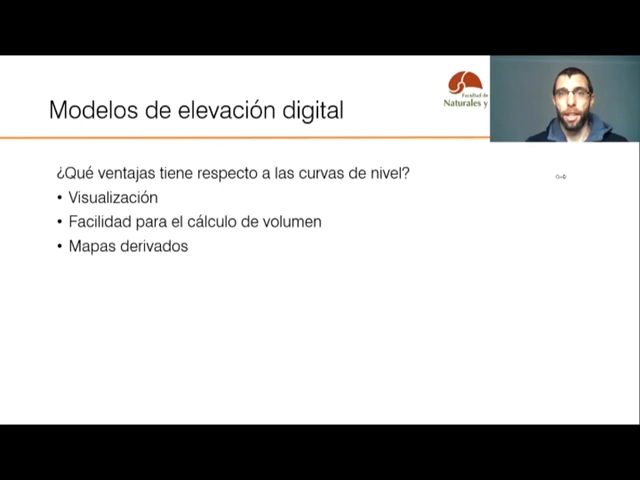 Facultad de
Naturales y
Modelos de elevación digital
¿Qué ventajas tiene respecto a las curvas de nivel?
• Visualización
• Facilidad para el cálculo de volumen
• Mapas derivados